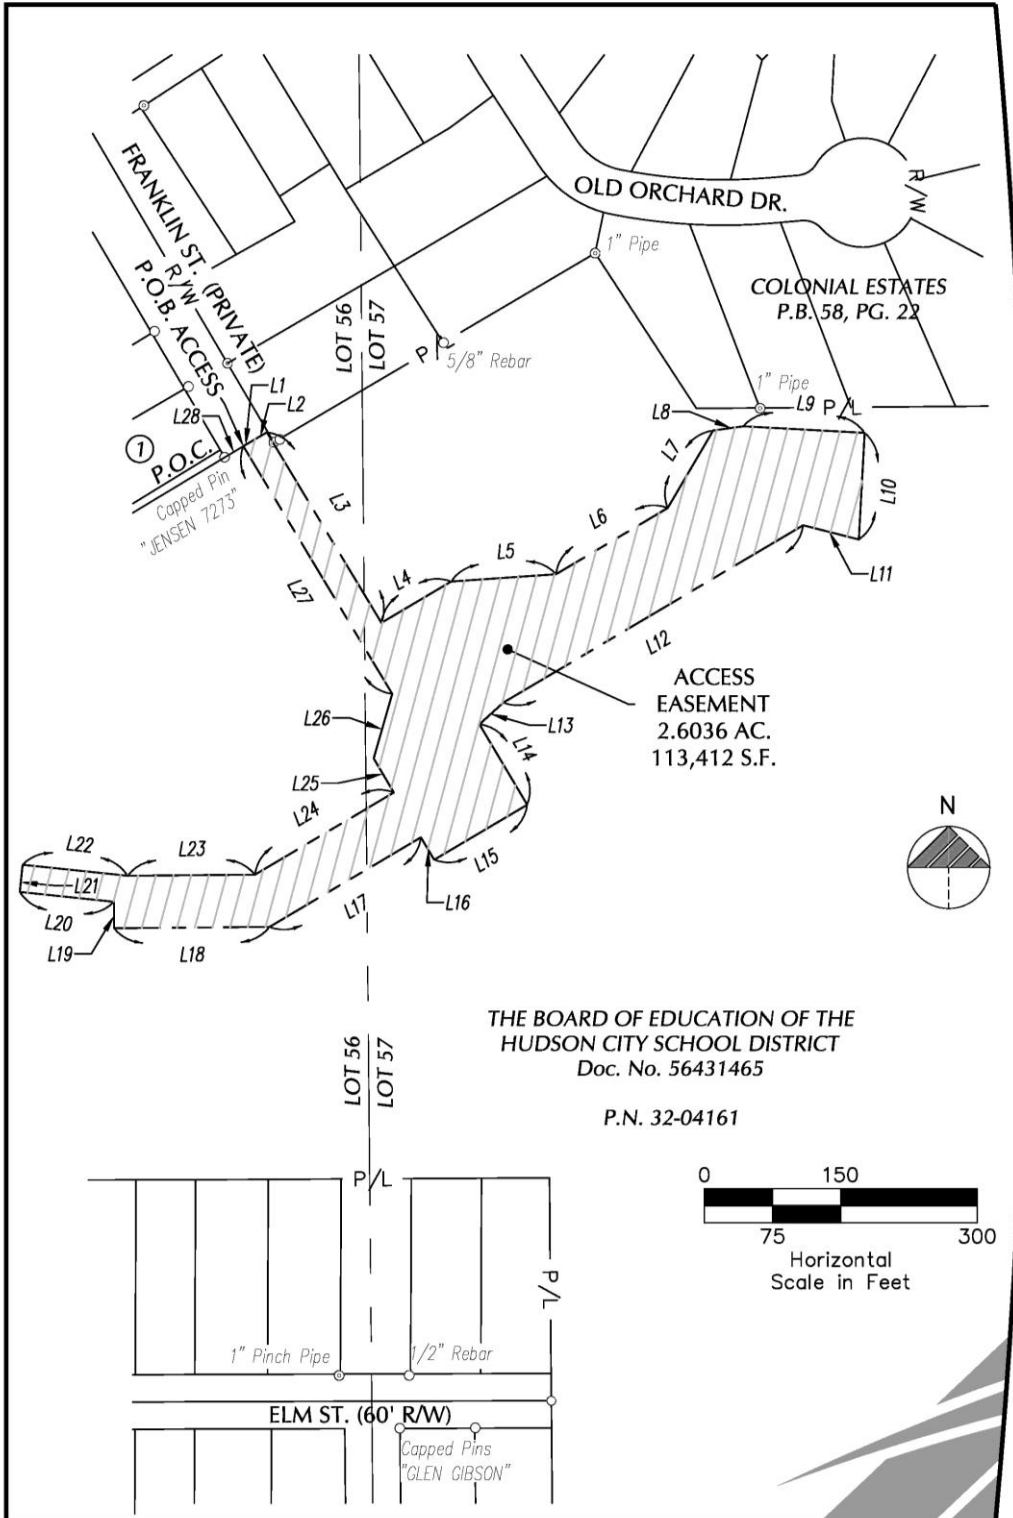 OLD ORCHARD DR.
R/W
1" Pipe
COLONIAL ESTATES
P.B. 58, PG. 22
FRANKLIN ST. (PRIVATE)
R/W
P.O.B. ACCESS
LOT 56
LOT 57
P
5/8" Rebar
1" Pipe
L1
L2
L28
1
P.O.C.
Capped Pin
"JENSEN 7273"
L8
L9
P/L
L7
L10
L3
L6
L5
L4
L11
L27
L12
ACCESS
EASEMENT
2.6036 AC.
113,412 S.F.
L26
L13
L14
L25
L24
N
L22
L23
L21
L15
L20
L17
L16
L19
L18
THE BOARD OF EDUCATION OF THE
HUDSON CITY SCHOOL DISTRICT
Doc. No. 56431465
P.N. 32-04161
LOT 56
LOT 57
P/L
0 150
75 300
Horizontal
Scale in Feet
P/L
1" Pinch Pipe
1/2" Rebar
ELM ST. (60' R/W)
Capped Pins
"GLEN GIBSON"